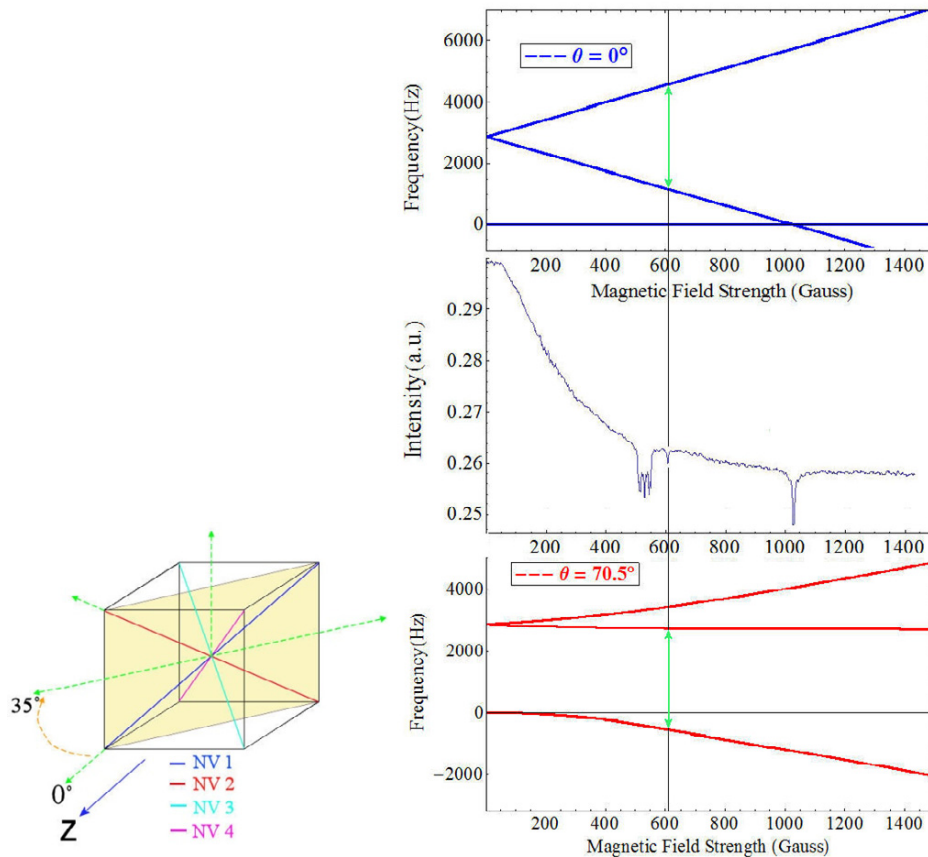 6000
4000
2000
0
Frequency(Hz)
θ = 0°
200 400 600 800 1000 1200 1400
Magnetic Field Strength (Gauss)
0.29
0.28
0.27
0.26
0.25
Intensity(a.u.)
200 400 600 800 1000 1200 1400
θ = 70.5°
4000
2000
0
−2000
Frequency(Hz)
200 400 600 800 1000 1200 1400
Magnetic Field Strength (Gauss)
35°
0°
Z
NV 1
NV 2
NV 3
NV 4